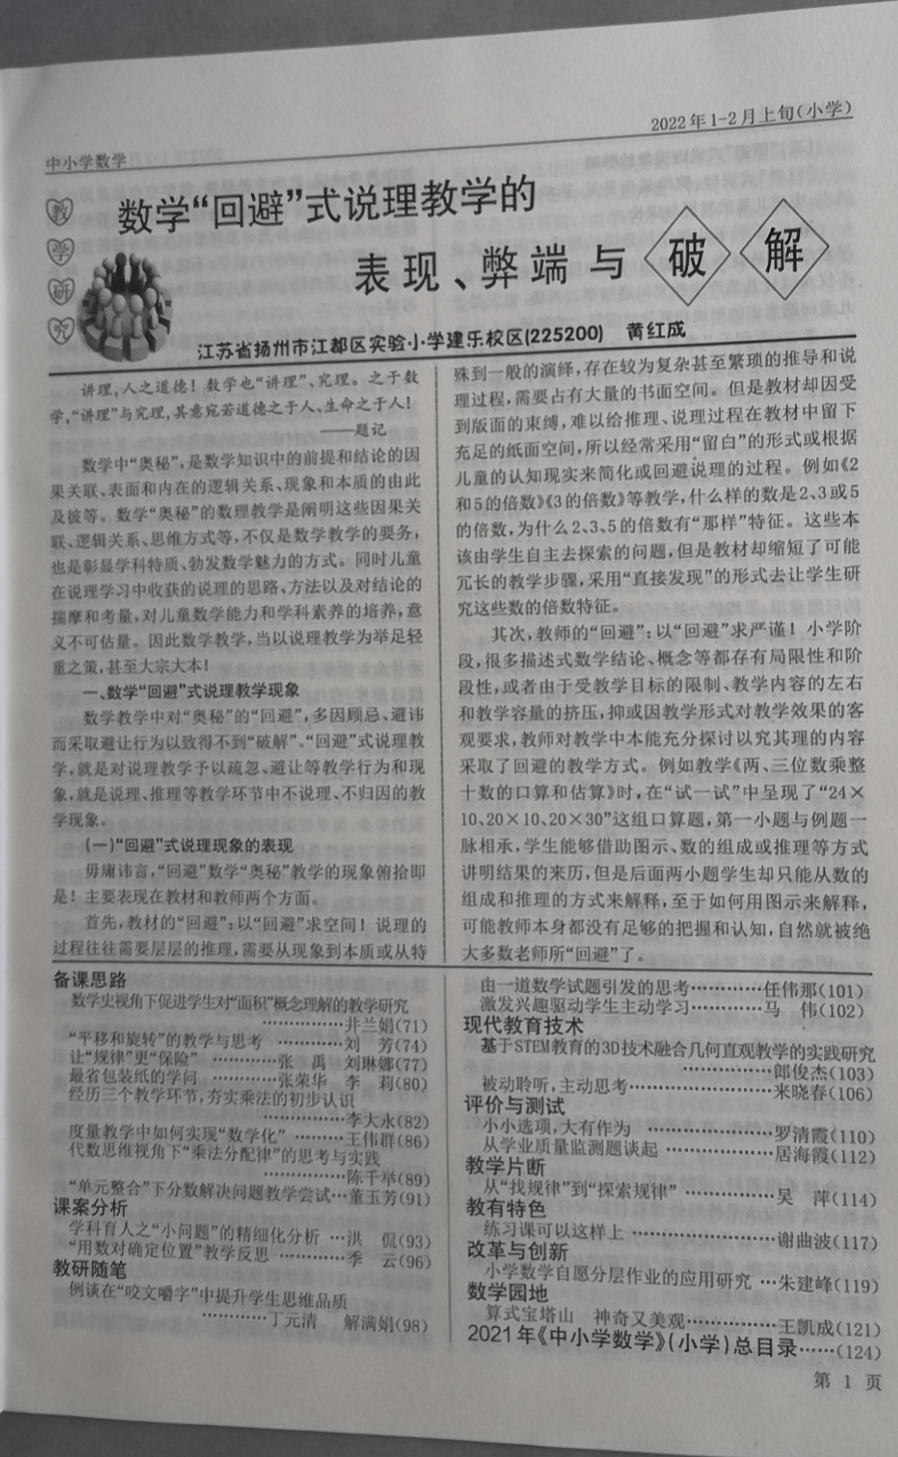 2022年1-2月上旬(小学)
中小学数学
教学研究
数学“回避”式说理教学的
表现、弊端与破解
江苏省扬州市江都区实验小学建乐校区(225200) 黄红成
讲理,人之道德！数学也“讲理”、究理。之于数
学,“讲理”与究理,其意宛若道德之于人、生命之于人！
——题记
数学中“奥秘”,是数学知识中的前提和结论的因
果关联、表面和内在的逻辑关系、现象和本质的由此
及彼等。数学“奥秘”的数理教学是阐明这些因果关
联、逻辑关系、思维方式等,不仅是数学教学的要务,
也是彰显学科特质、勃发数学魅力的方式。同时儿童
在说理学习中收获的说理的思路、方法以及对结论的
揣摩和考量,对儿童数学能力和学科素养的培养,意
义不可估量。因此数学教学,当以说理教学为举足轻
重之策,甚至大宗大本！
一、数学“回避”式说理教学现象
数学教学中对“奥秘”的“回避”,多因顾忌、避讳
而采取避让行为以致得不到“破解”。“回避”式说理教
学,就是对说理教学予以疏忽、避让等教学行为和现
象,就是说理、推理等教学环节中不说理、不归因的教
学现象。
(一)“回避”式说理现象的表现
毋庸讳言,“回避”数学“奥秘”教学的现象俯拾即
是！主要表现在教材和教师两个方面。
首先,教材的“回避”:以“回避”求空间！说理的
过程往往需要层层的推理,需要从现象到本质或从特
殊到一般的演绎,存在较为复杂甚至繁琐的推导和说
理过程,需要占有大量的书面空间。但是教材却因受
到版面的束缚,难以给推理、说理过程在教材中留下
充足的纸面空间,所以经常采用“留白”的形式或根据
儿童的认知现实来简化或回避说理的过程。例如《2
和5的倍数》《3的倍数》等教学,什么样的数是2、3或5
的倍数,为什么2、3、5的倍数有“那样”特征。这些本
该由学生自主去探索的问题,但是教材却缩短了可能
冗长的教学步骤,采用“直接发现”的形式去让学生研
究这些数的倍数特征。
其次,教师的“回避”:以“回避”求严谨！小学阶
段,很多描述式数学结论、概念等都存有局限性和阶
段性,或者由于受教学目标的限制、教学内容的左右
和教学容量的挤压,抑或因教学形式对教学效果的客
观要求,教师对教学中本能充分探讨以究其理的内容
采取了回避的教学方式。例如教学《两、三位数乘整
十数的口算和估算》时,在“试一试”中呈现了“24×
10、20×10、20×30”这组口算题,第一小题与例题一
脉相承,学生能够借助图示、数的组成或推理等方式
讲明结果的来历,但是后面两小题学生却只能从数的
组成和推理的方式来解释,至于如何用图示来解释,
可能教师本身都没有足够的把握和认知,自然就被绝
大多数老师所“回避”了。
备课思路
数学史视角下促进学生对“面积”概念理解的教学研究
……………井兰娟(71)
“平移和旋转”的教学与思考 …………刘 芳(74)
让“规律”更“保险” …………张 禹 刘琳娜(77)
最省包装纸的学问 …………张荣华 李 莉(80)
经历三个教学环节,夯实乘法的初步认识
……………李大永(82)
度量教学中如何实现“数学化” ………王伟群(86)
代数思维视角下“乘法分配律”的思考与实践
……………陈千举(89)
“单元整合”下分数解决问题教学尝试…董玉芳(91)
课案分析
学科育人之“小问题”的精细化分析 …洪 侃(93)
“用数对确定位置”教学反思 …………季 云(96)
教研随笔
例谈在“咬文嚼字”中提升学生思维品质
…………丁元清 解满娟(98)
由一道数学试题引发的思考…………任伟那(101)
激发兴趣驱动学生主动学习…………马 伟(102)
现代教育技术
基于STEM教育的3D技术融合几何直观教学的实践研究
……………郎俊杰(103)
被动聆听,主动思考……………………来晓春(106)
评价与测试
小小选项,大有作为 …………………罗清霞(110)
从学业质量监测题谈起 ………………居海霞(112)
教学片断
从“找规律”到“探索规律” ……………吴 萍(114)
教有特色
练习课可以这样上 ……………………谢曲波(117)
改革与创新
小学数学自愿分层作业的应用研究 …朱建峰(119)
数学园地
算式宝塔山 神奇又美观……………王凯成(121)
2021年《中小学数学》(小学)总目录……(124)
第 1 页